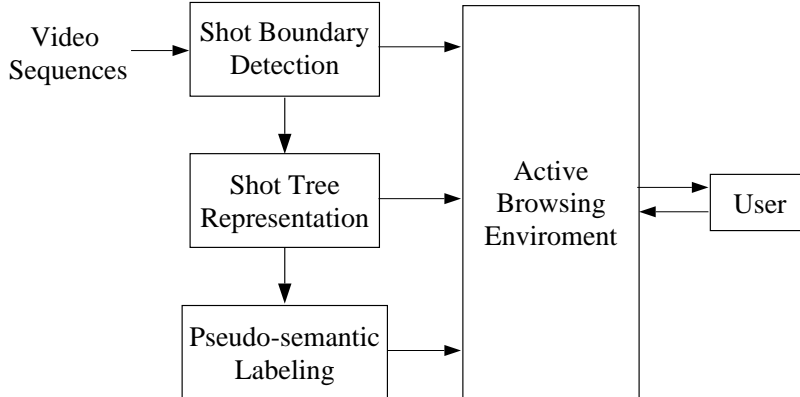 Video
Sequences
Shot Boundary
Detection
Shot Tree
Representation
Pseudo-semantic
Labeling
Active
Browsing
Enviroment
User